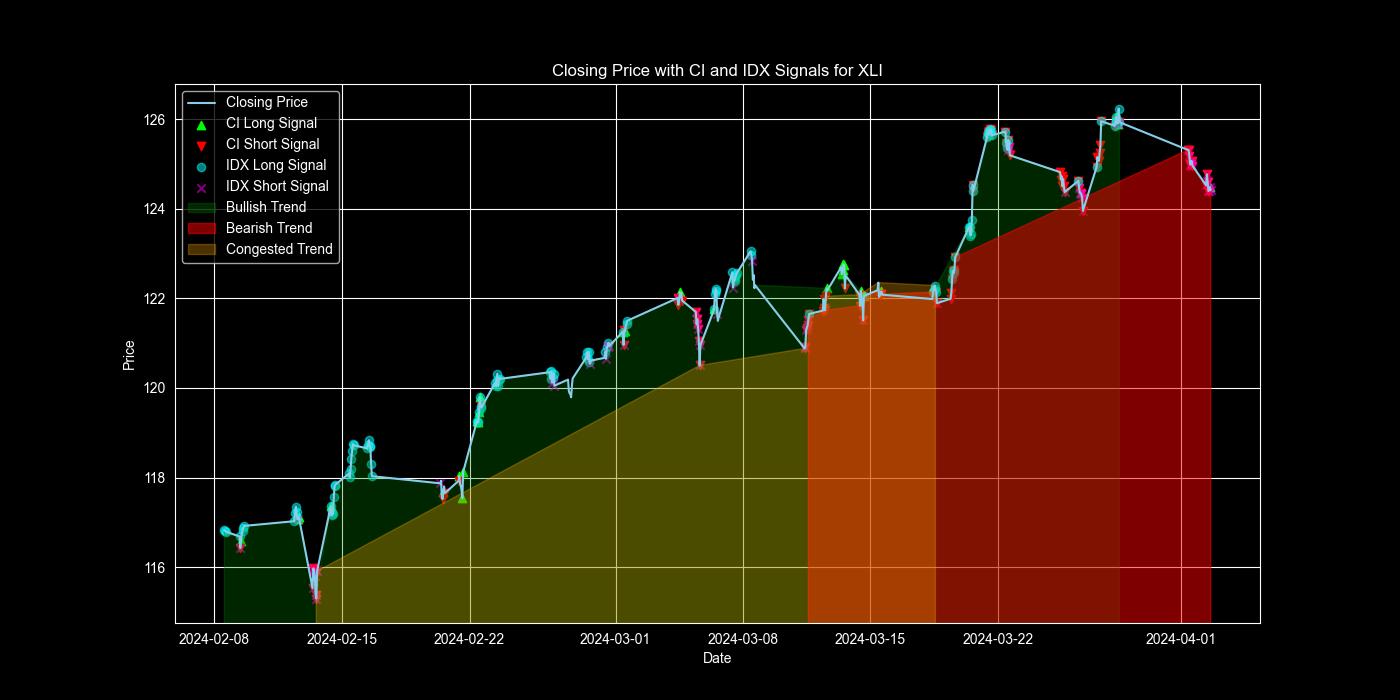 Closing Price with CI and IDX Signals for XLI
Closing Price
CI Long Signal
CI Short Signal
IDX Long Signal
IDX Short Signal
Bullish Trend
Bearish Trend
Congested Trend
126
124
122
120
118
116
Price
2024-02-08
2024-02-15
2024-02-22
2024-03-01
2024-03-08
2024-03-15
2024-03-22
2024-04-01
Date